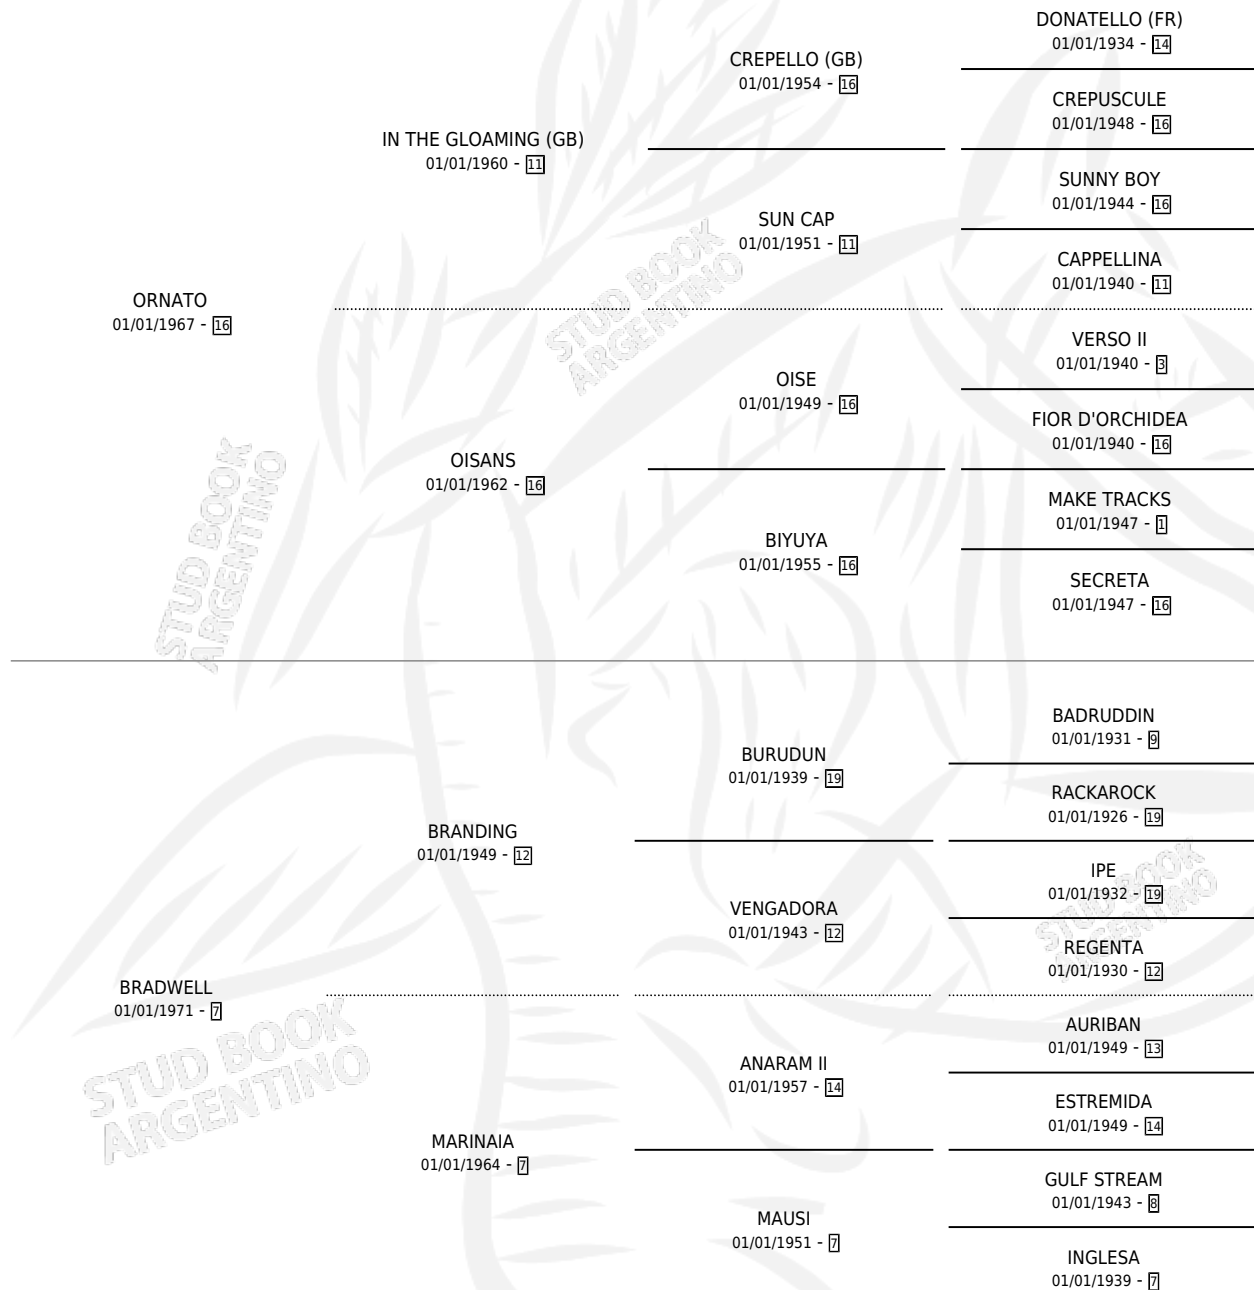 DONATELLO (FR)
01/01/1934 - 14
CREPELLO (GB)
01/01/1954 - 16
CREPUSCULE
01/01/1948 - 16
IN THE GLOAMING (GB)
01/01/1960 - 11
SUNNY BOY
01/01/1944 - 16
SUN CAP
01/01/1951 - 11
CAPPELLINA
01/01/1940 - 11
ORNATO
01/01/1967 - 16
VERSO II
01/01/1940 - 3
OISE
01/01/1949 - 16
FIOR D'ORCHIDEA
01/01/1940 - 16
OISANS
01/01/1962 - 16
MAKE TRACKS
01/01/1947 - 1
BIYUYA
01/01/1955 - 16
SECRETA
01/01/1947 - 16
BADRUDDIN
01/01/1931 - 9
BURUDUN
01/01/1939 - 19
RACKAROCK
01/01/1926 - 19
BRANDING
01/01/1949 - 12
IPE
01/01/1932 - 19
VENGADORA
01/01/1943 - 12
REGENTA
01/01/1930 - 12
BRADWELL
01/01/1971 - 7
AURIBAN
01/01/1949 - 13
ANARAM II
01/01/1957 - 14
ESTREMIDA
01/01/1949 - 14
MARINAIA
01/01/1964 - 7
GULF STREAM
01/01/1943 - 8
MAUSI
01/01/1951 - 7
INGLESA
01/01/1939 - 7
STUD BOOK
ARGENTINO
STUD BOOK
ARGENTINO
STUD BOOK
ARGENTINO
STUD BOOK
ARGENTINO